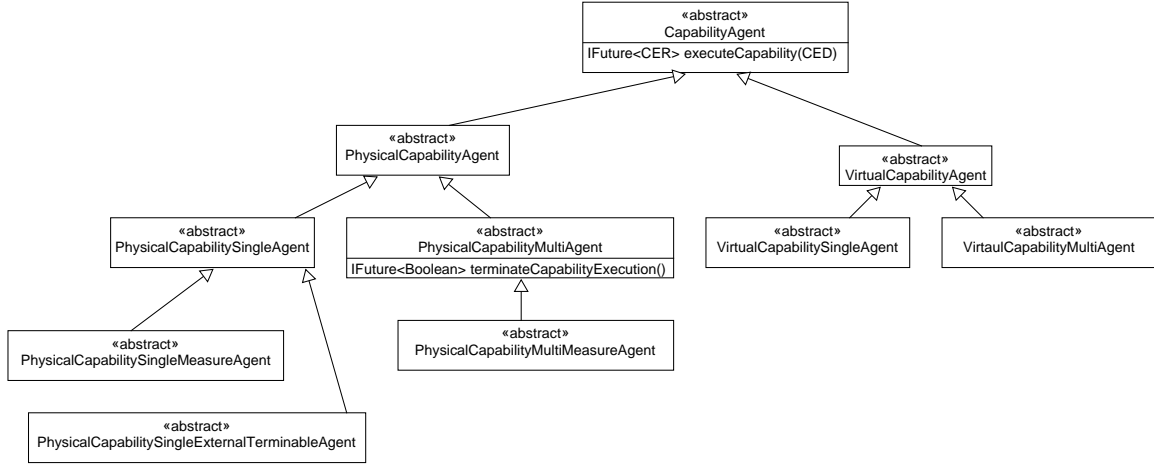 «abstract»
CapabilityAgent
IFuture<CER> executeCapability(CED)
«abstract»
PhysicalCapabilityAgent
«abstract»
VirtualCapabilityAgent
«abstract»
PhysicalCapabilitySingleAgent
«abstract»
PhysicalCapabilityMultiAgent
IFuture<Boolean> terminateCapabilityExecution()
«abstract»
VirtualCapabilitySingleAgent
«abstract»
VirtaulCapabilityMultiAgent
«abstract»
PhysicalCapabilitySingleMeasureAgent
«abstract»
PhysicalCapabilityMultiMeasureAgent
«abstract»
PhysicalCapabilitySingleExternalTerminableAgent